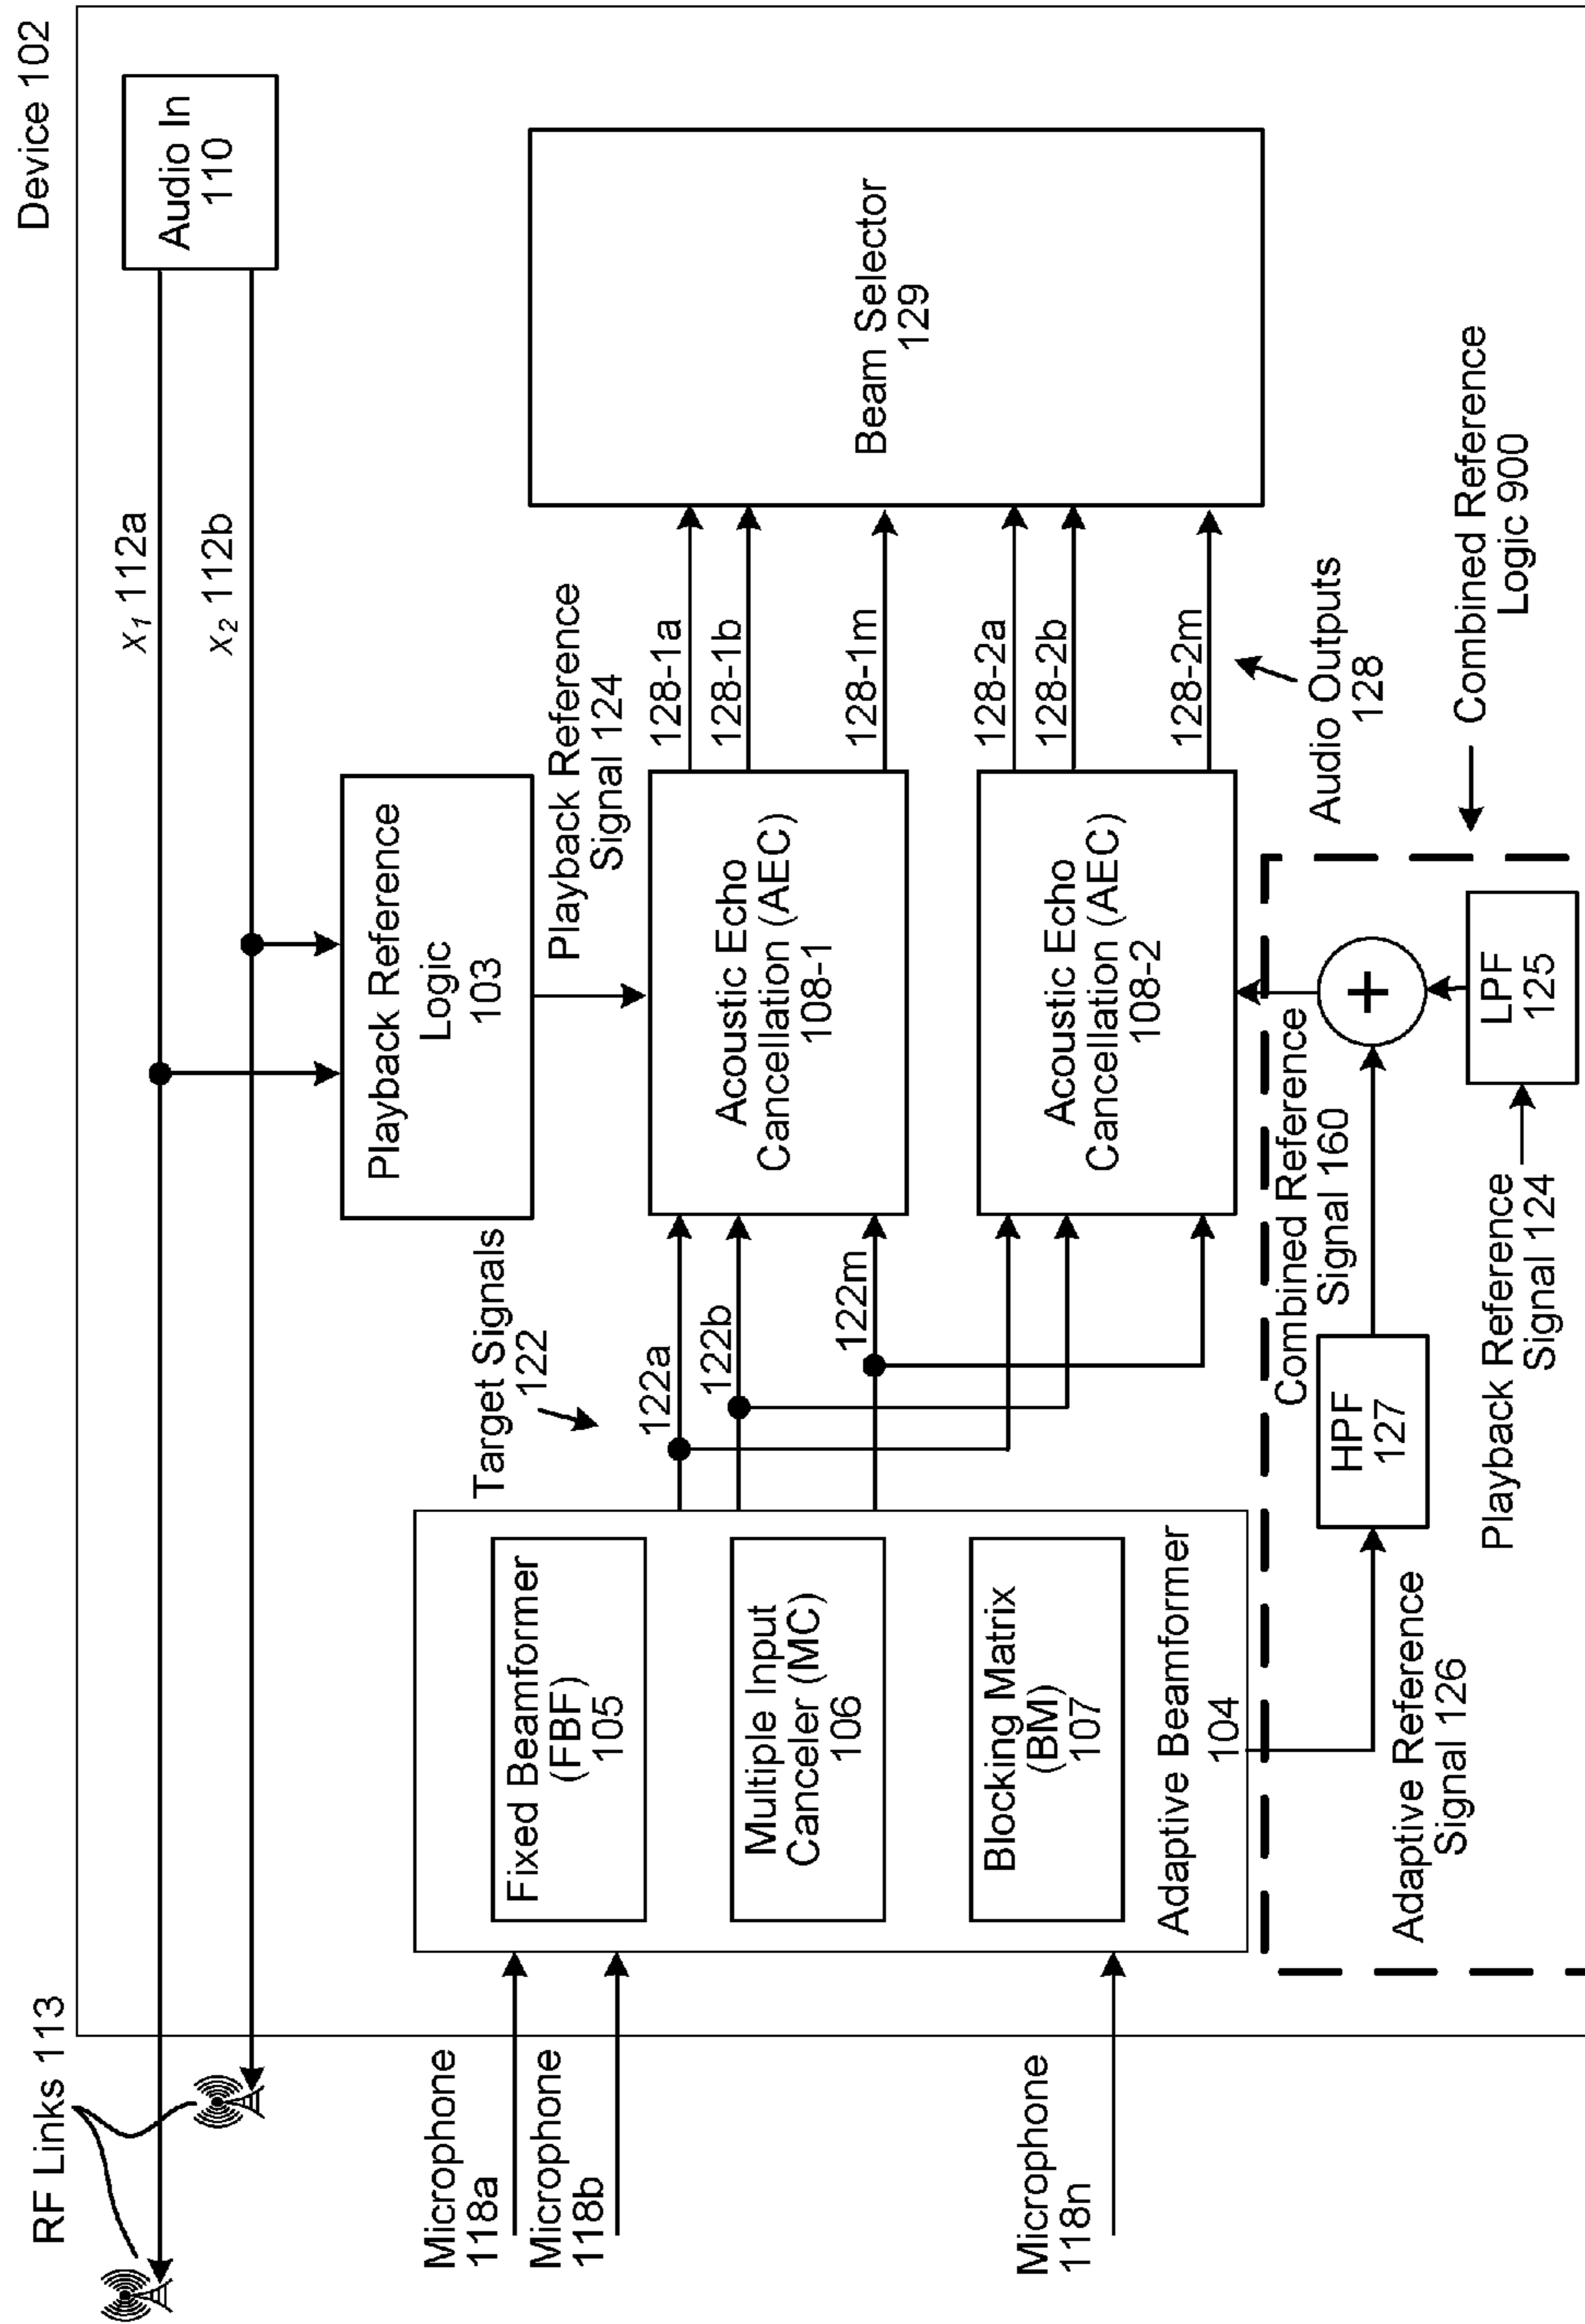 Device 102
RF Links 113
x1 112a
x2 112b
Audio In
110
Playback Reference
Logic
103
Playback Reference
Signal 124
Target Signals
122
Microphone
118a
Microphone
118b
Microphone
118n
Fixed Beamformer
(FBF)
105
Multiple Input
Canceler (MC)
106
Blocking Matrix
(BM)
107
Adaptive Beamformer
104
122a
122b
122m
Acoustic Echo
Cancellation (AEC)
108-1
Acoustic Echo
Cancellation (AEC)
108-2
128-1a
128-1b
128-1m
128-2a
128-2b
128-2m
Beam Selector
129
Audio Outputs
128
Combined Reference
Signal 160
Combined Reference
Logic 900
HPF
127
LPF
125
Adaptive Reference
Signal 126
Playback Reference
Signal 124